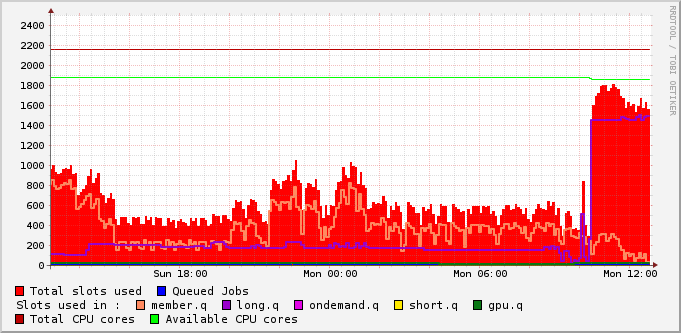 2400
2200
2000
1800
1600
1400
1200
1000
800
600
400
200
0
Sun 18:00 Mon 00:00 Mon 06:00 Mon 12:00
Total slots used Queued Jobs
Slots used in : member.q long.q ondemand.q short.q gpu.q
Total CPU cores Available CPU cores
RRDTOOL / TOBI OETIKER